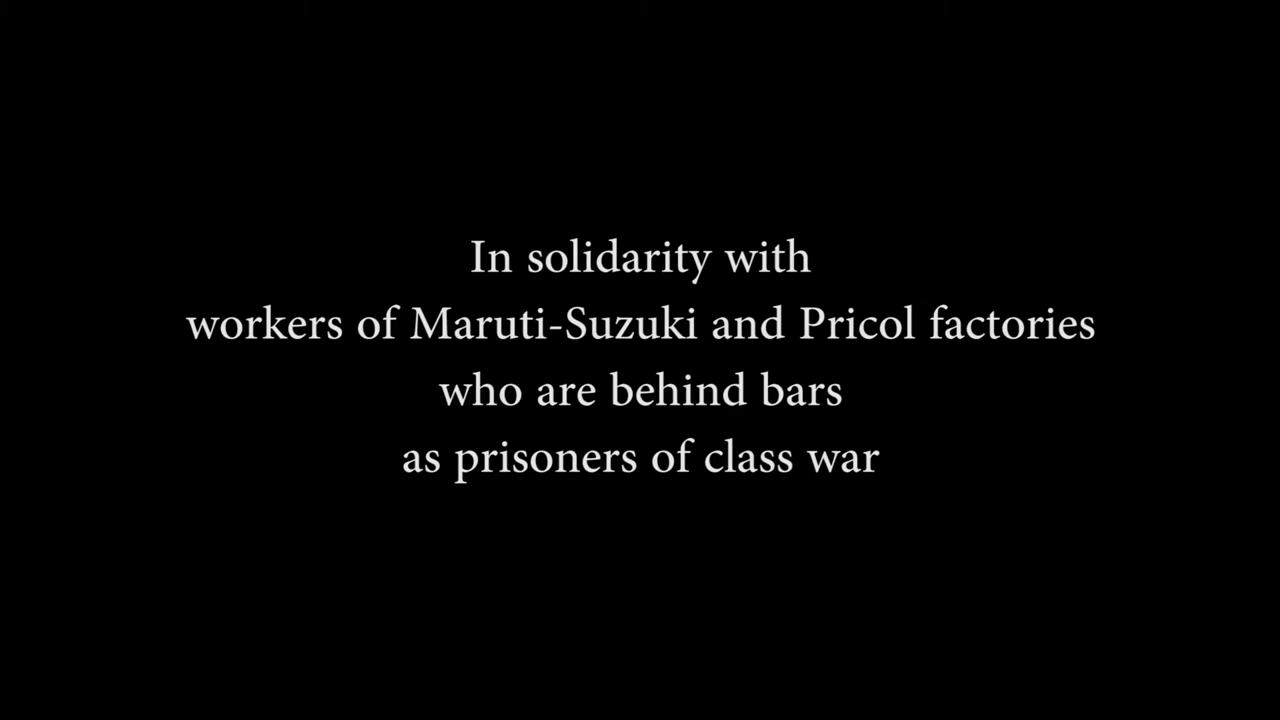 In solidarity with
workers of Maruti-Suzuki and Pricol factories
who are behind bars
as prisoners of class war